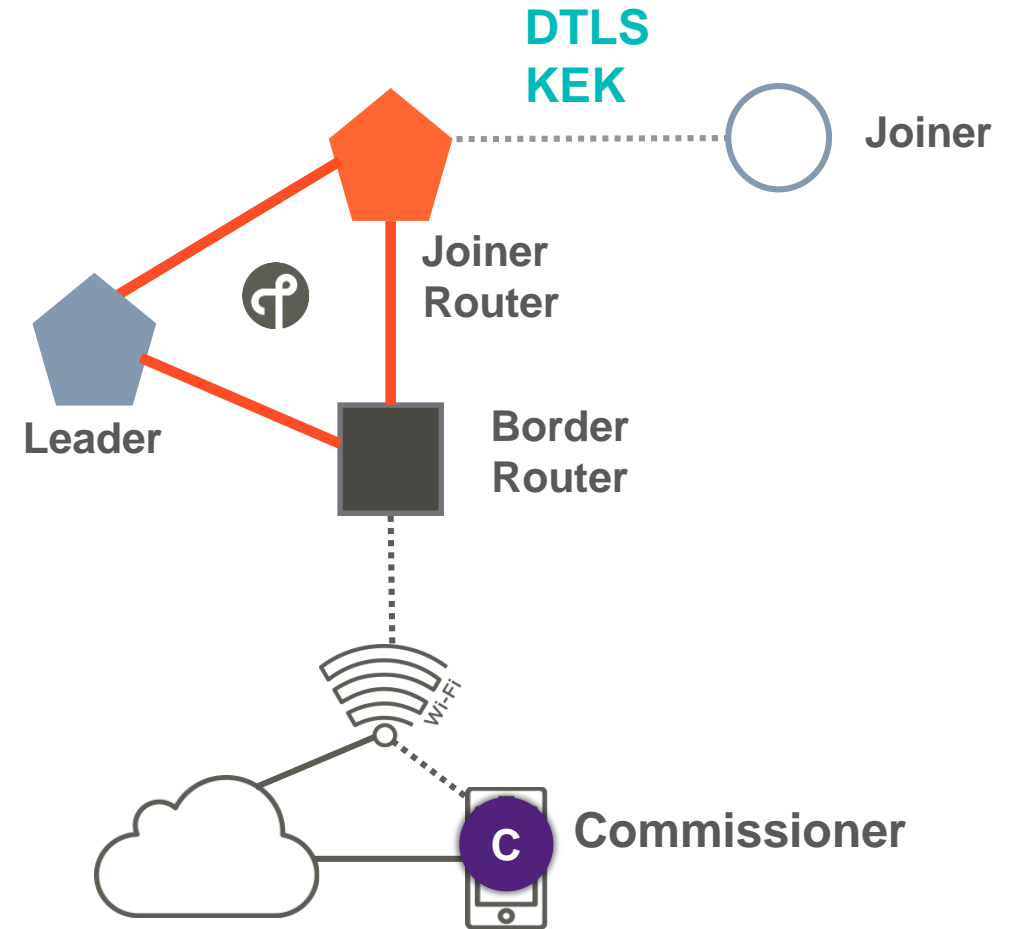 DTLS
KEK
Joiner
Joiner
Router
Leader
Border
Router
Wi-Fi
C
Commissioner